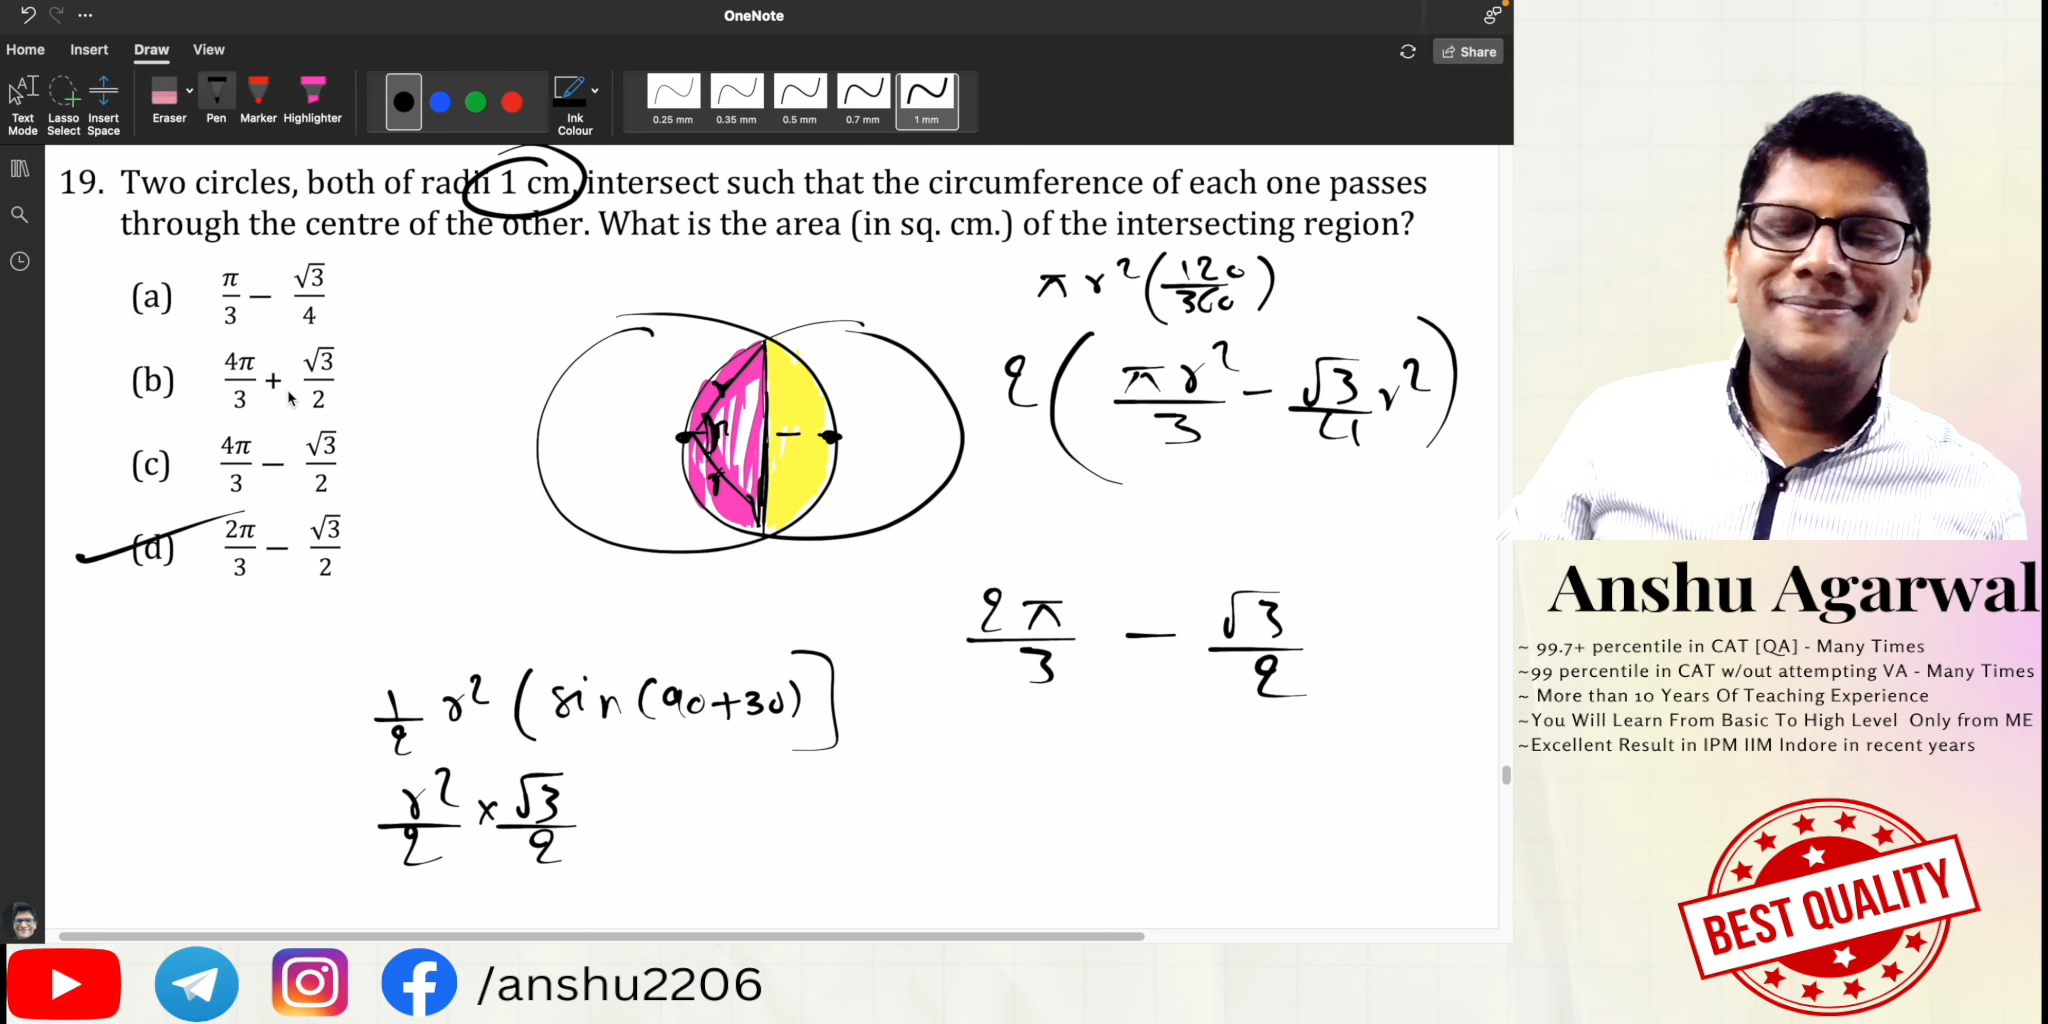 OneNote
Home Insert Draw View
Share
Text Mode
Lasso Select
Insert Space
Eraser
Pen
Marker
Highlighter
Ink Colour
0.25 mm
0.35 mm
0.5 mm
0.7 mm
1 mm
19. Two circles, both of radii 1 cm, intersect such that the circumference of each one passes
through the centre of the other. What is the area (in sq. cm.) of the intersecting region?
(a) π/3 − √3/4
(b) 4π/3 + √3/2
(c) 4π/3 − √3/2
(d) 2π/3 − √3/2
π r² (120/360)
2 ( πr²/3 − √3/4 r² )
r
r
2π/3 − √3/2
1/2 r² ( sin (90+30) ]
r²/2 × √3/2
Anshu Agarwal
~ 99.7+ percentile in CAT [QA] - Many Times
~99 percentile in CAT w/out attempting VA - Many Times
~ More than 10 Years Of Teaching Experience
~You Will Learn From Basic To High Level Only from ME
~Excellent Result in IPM IIM Indore in recent years
BEST QUALITY
/anshu2206